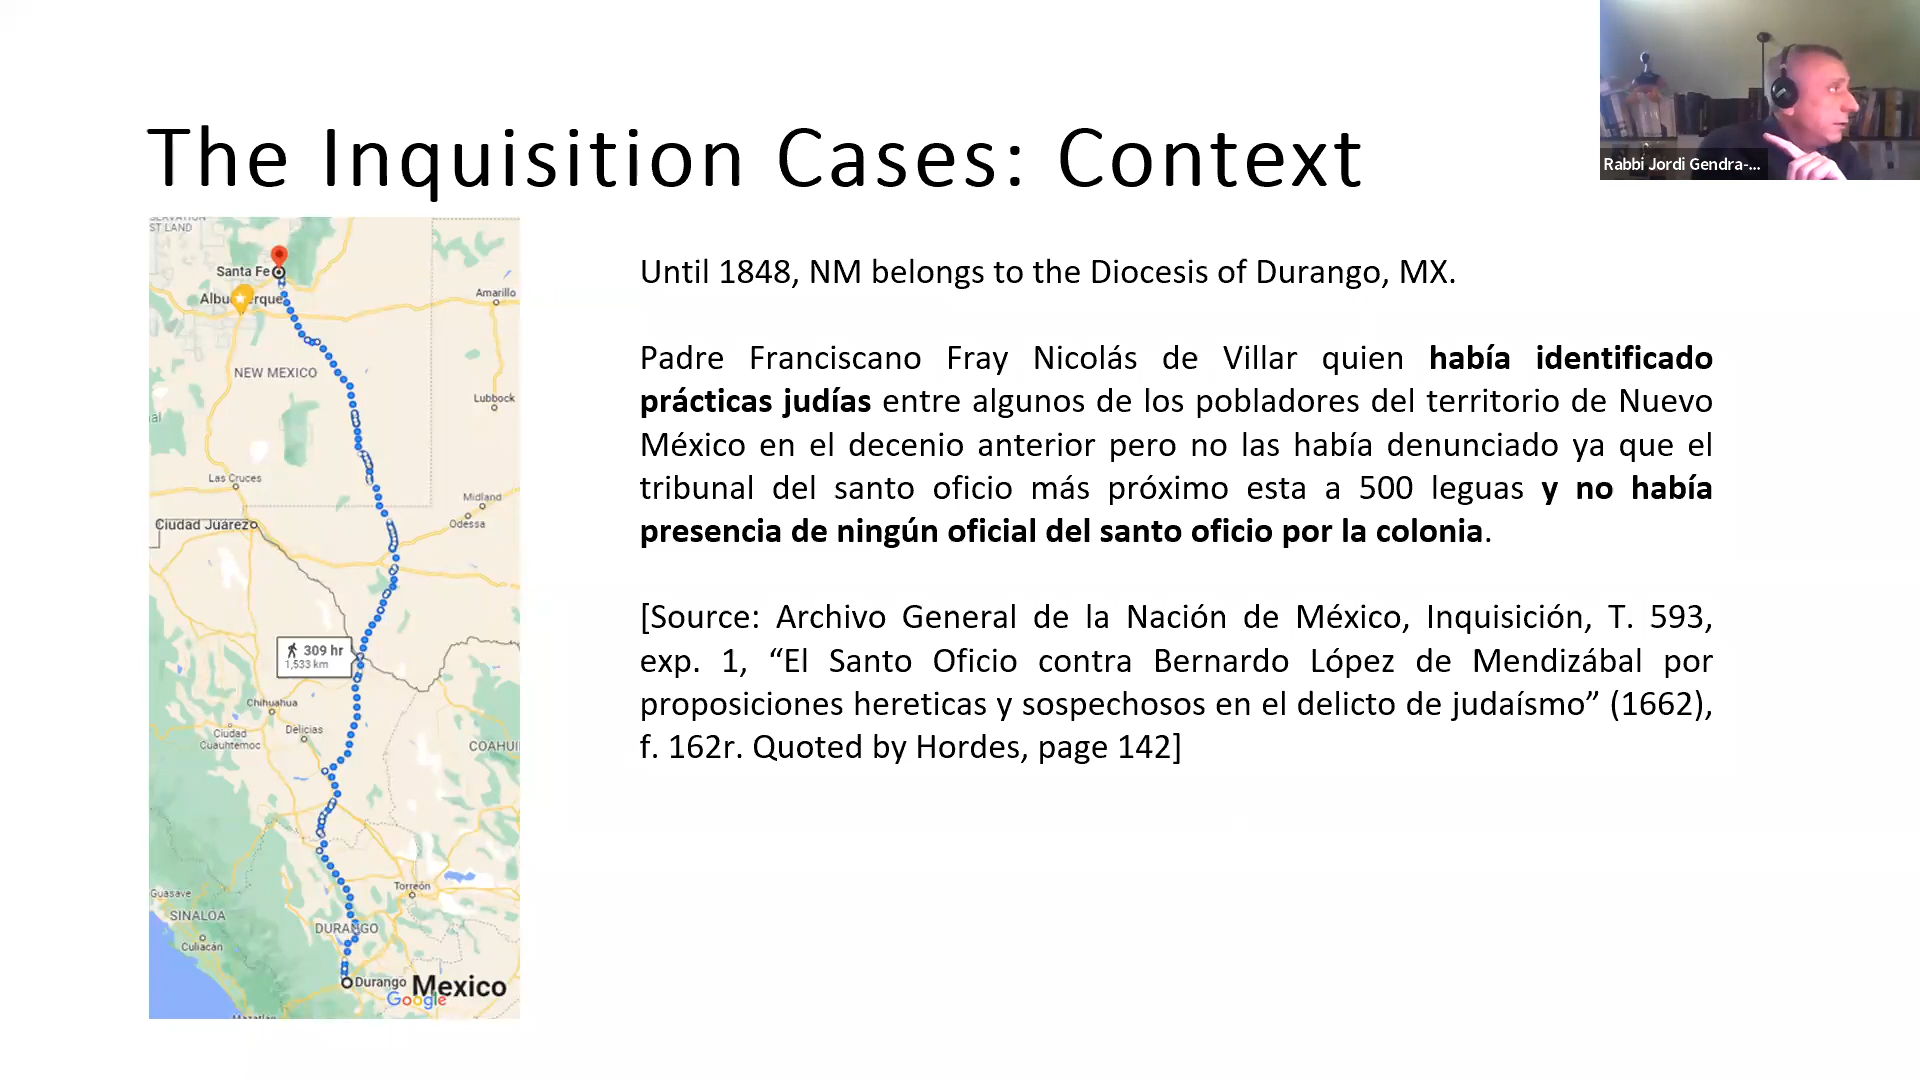 The Inquisition Cases: Context
Rabbi Jordi Gendra-...
Until 1848, NM belongs to the Diocesis of Durango, MX.
Padre Franciscano Fray Nicolás de Villar quien había identificado
prácticas judías entre algunos de los pobladores del territorio de Nuevo
México en el decenio anterior pero no las había denunciado ya que el
tribunal del santo oficio más próximo esta a 500 leguas y no había
presencia de ningún oficial del santo oficio por la colonia.
[Source: Archivo General de la Nación de México, Inquisición, T. 593,
exp. 1, “El Santo Oficio contra Bernardo López de Mendizábal por
proposiciones hereticas y sospechosos en el delicto de judaísmo” (1662),
f. 162r. Quoted by Hordes, page 142]
ST LAND
Santa Fe
Albuquerque
Amarillo
NEW MEXICO
Lubbock
Las Cruces
Midland
Ciudad Juárez
Odessa
309 hr
1,533 km
Chihuahua
Delicias
Ciudad
Cuauhtemoc
COAHUI
Torreón
Guasave
SINALOA
DURANGO
Culiacán
Durango
Mexico
Google